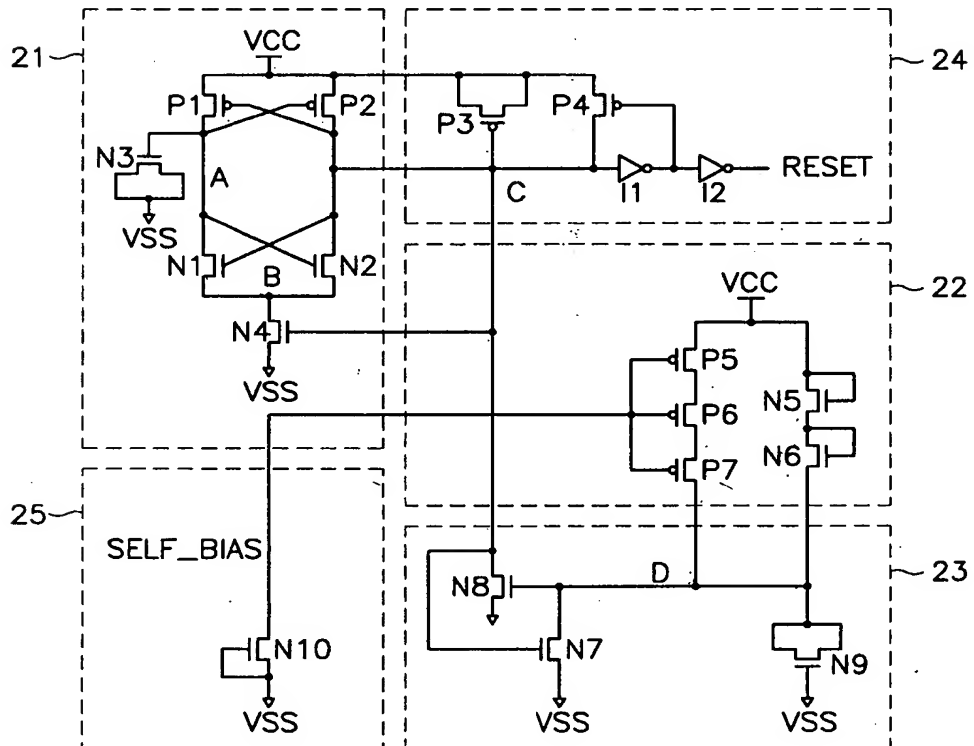 21
VCC
P1
P2
N3
A
VSS
N1
B
N2
N4
VSS
24
P3
P4
C
I1
I2
RESET
22
VCC
P5
P6
P7
N5
N6
25
SELF_BIAS
N10
VSS
23
D
N8
N7
VSS
N9
VSS